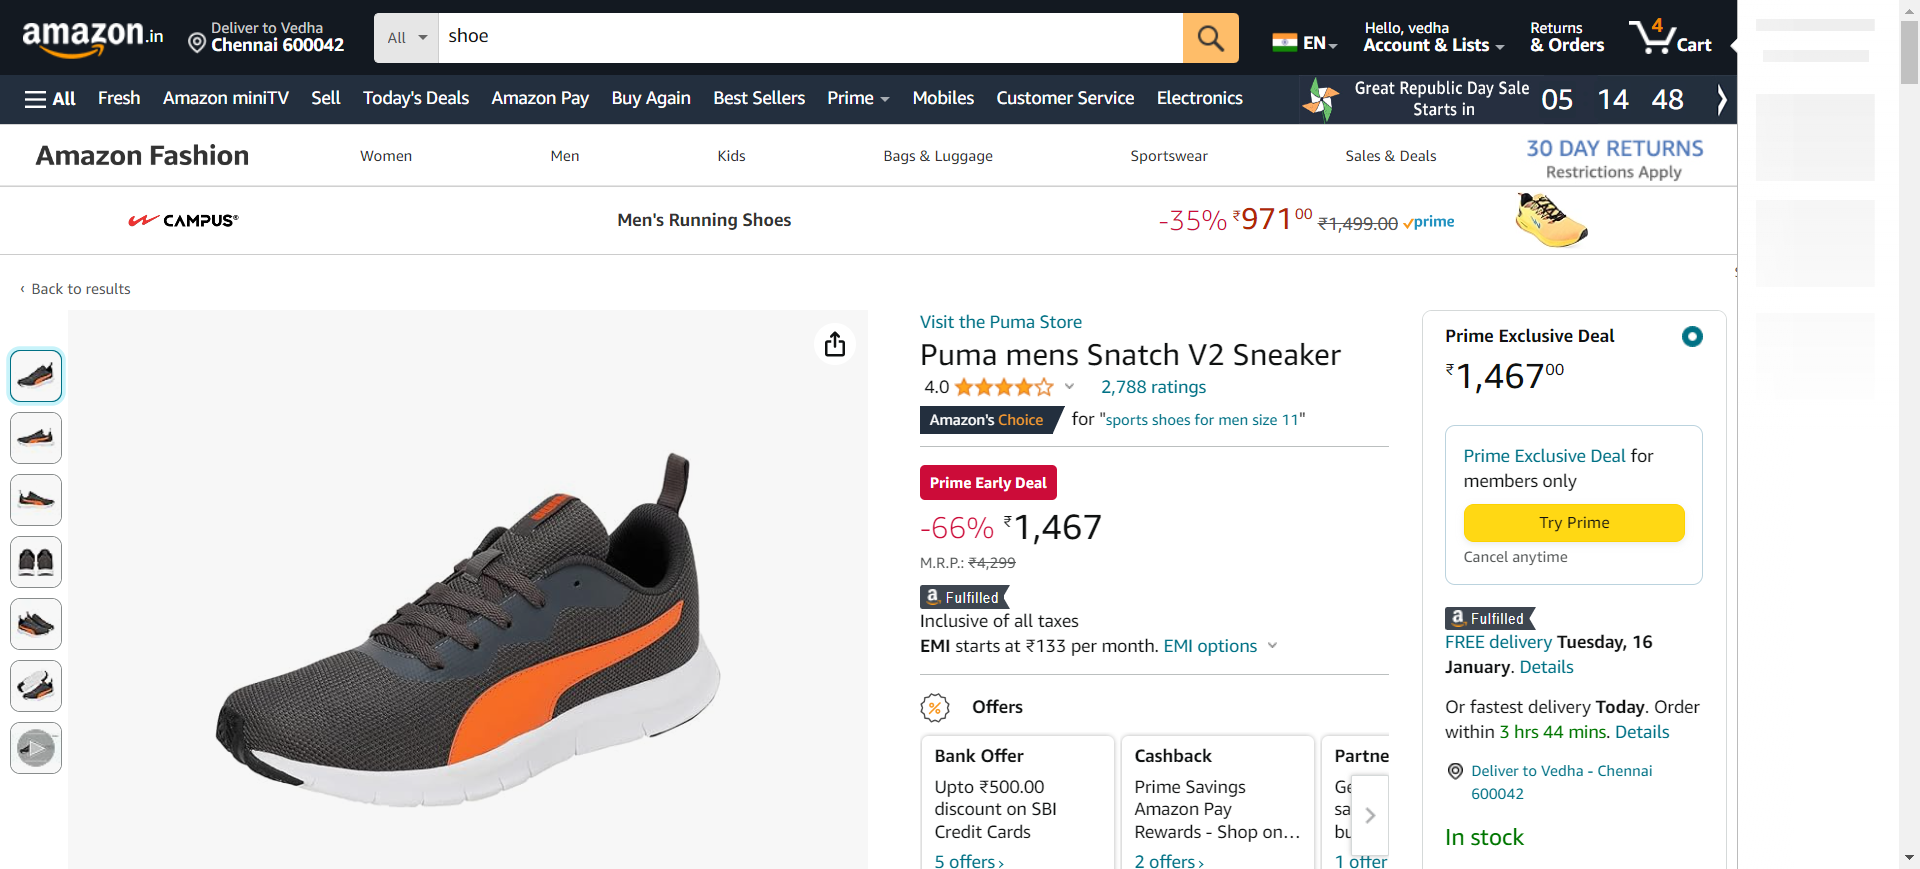 amazon.in
Deliver to Vedha
Chennai 600042
All
shoe
EN
Hello, vedha
Account & Lists
Returns
& Orders
4
Cart
All
Fresh
Amazon miniTV
Sell
Today's Deals
Amazon Pay
Buy Again
Best Sellers
Prime
Mobiles
Customer Service
Electronics
Great Republic Day Sale
Starts in
05 14 48
Amazon Fashion
Women
Men
Kids
Bags & Luggage
Sportswear
Sales & Deals
30 DAY RETURNS
Restrictions Apply
CAMPUS®
Men's Running Shoes
-35% ₹97100 ₹1,499.00 prime
‹ Back to results
Visit the Puma Store
Puma mens Snatch V2 Sneaker
4.0
2,788 ratings
Amazon's Choice for "sports shoes for men size 11"
Prime Early Deal
-66% ₹1,467
M.R.P.: ₹4,299
a Fulfilled
Inclusive of all taxes
EMI starts at ₹133 per month. EMI options
% Offers
Bank Offer
Upto ₹500.00
discount on SBI
Credit Cards
5 offers ›
Cashback
Prime Savings
Amazon Pay
Rewards - Shop on...
2 offers ›
Partne
1 offer
Prime Exclusive Deal
₹1,46700
Prime Exclusive Deal for
members only
Try Prime
Cancel anytime
a Fulfilled
FREE delivery Tuesday, 16
January. Details
Or fastest delivery Today. Order
within 3 hrs 44 mins. Details
Deliver to Vedha - Chennai
600042
In stock